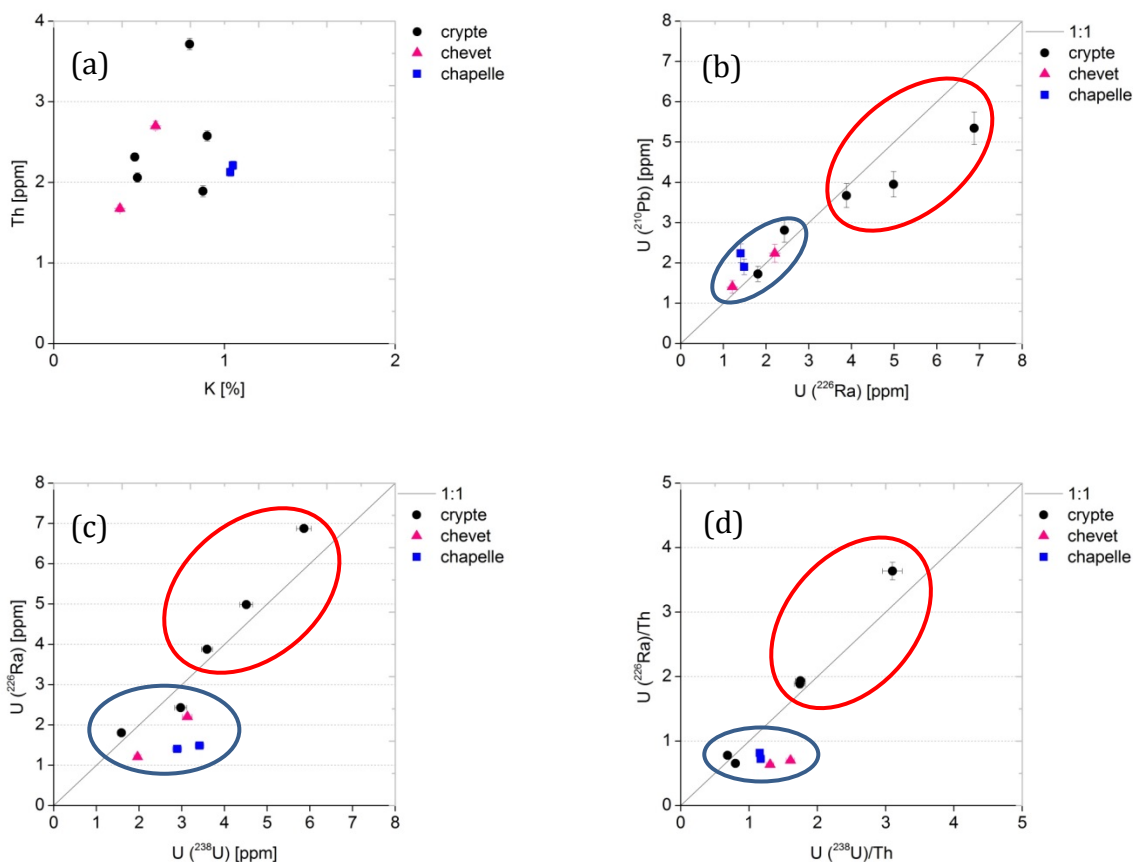 (a)
4
3
2
1
0
Th [ppm]
0 1 2
K [%]
crypte
chevet
chapelle
(b)
8
7
6
5
4
3
2
1
0
U (²¹⁰Pb) [ppm]
0 1 2 3 4 5 6 7 8
U (²²⁶Ra) [ppm]
1:1
crypte
chevet
chapelle
(c)
8
7
6
5
4
3
2
1
0
U (²²⁶Ra) [ppm]
0 1 2 3 4 5 6 7 8
U (²³⁸U) [ppm]
1:1
crypte
chevet
chapelle
(d)
5
4
3
2
1
0
U (²²⁶Ra)/Th
0 1 2 3 4 5
U (²³⁸U)/Th
1:1
crypte
chevet
chapelle